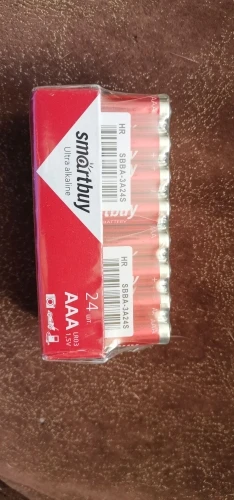 smartbuy
Ultra alkaline
24 шт.
AAA LR03
1.5V
HR
SBBA-3A24S
HR
SBBA-3A24S